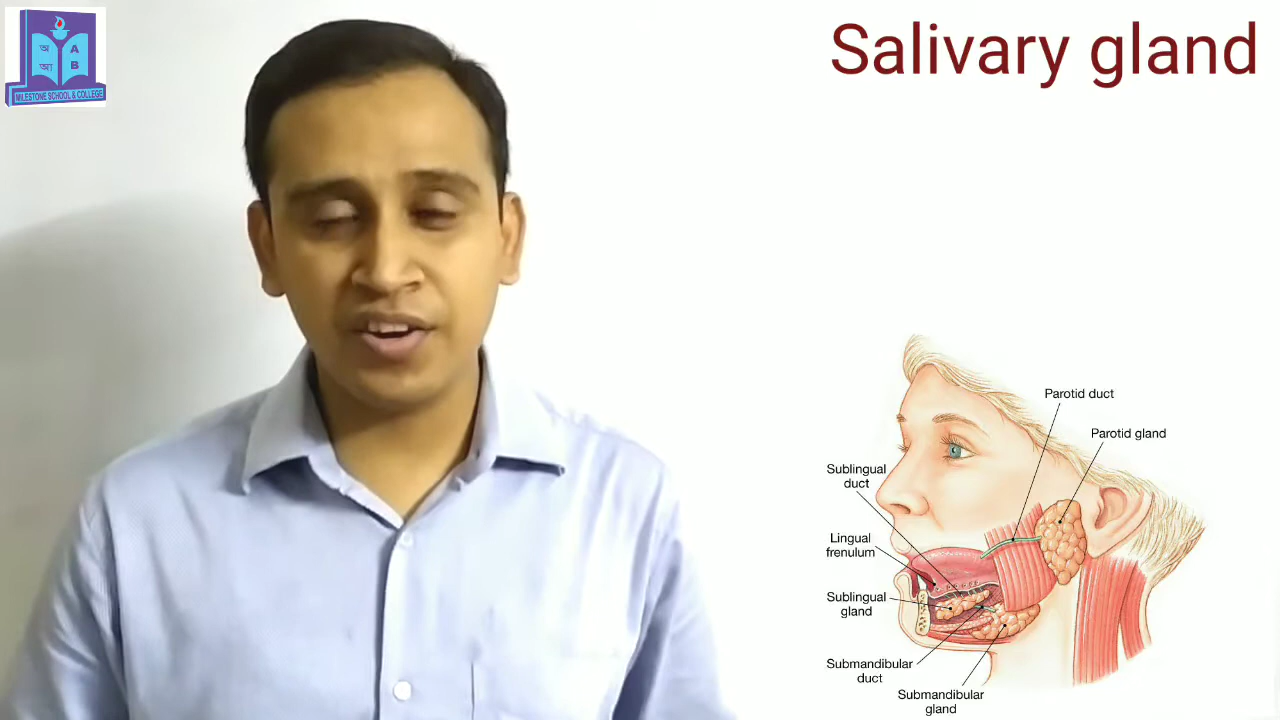 অ
আ
A
B
MILESTONE SCHOOL & COLLEGE
Salivary gland
Parotid duct
Parotid gland
Sublingual
duct
Lingual
frenulum
Sublingual
gland
Submandibular
duct
Submandibular
gland